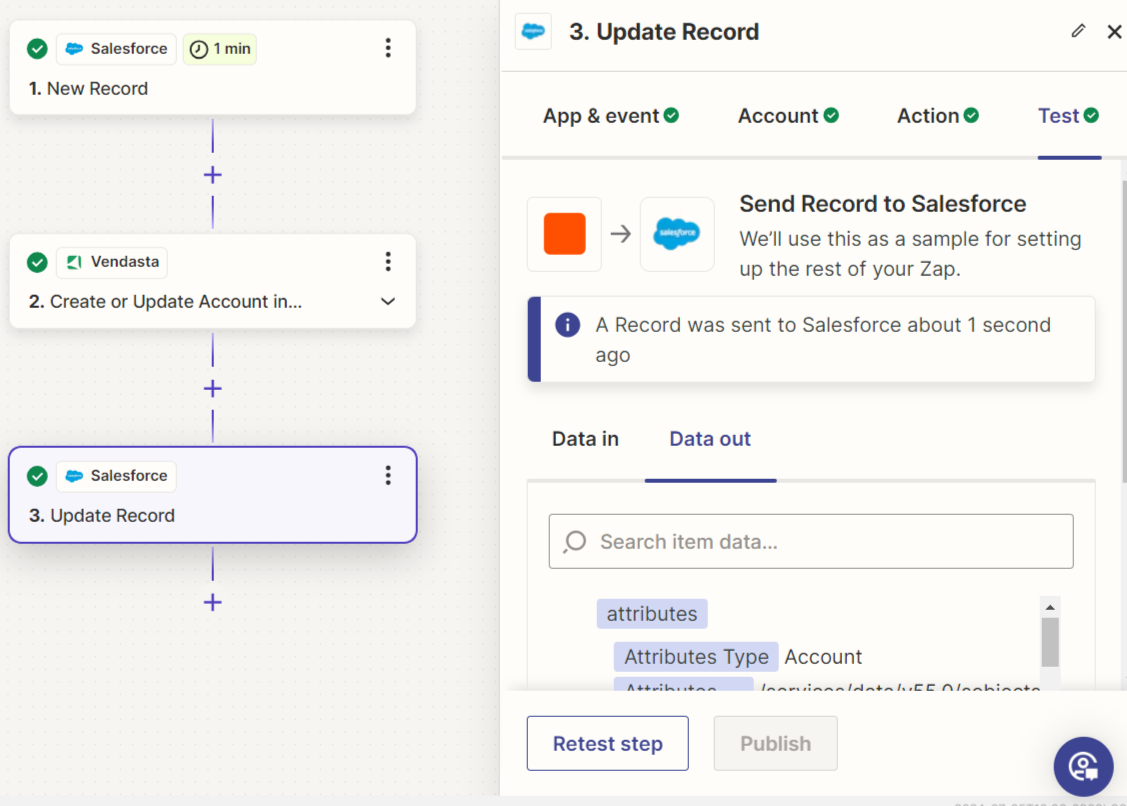 Salesforce
1 min
1. New Record
Vendasta
2. Create or Update Account in...
Salesforce
3. Update Record
3. Update Record
App & event
Account
Action
Test
salesforce
Send Record to Salesforce
We’ll use this as a sample for setting
up the rest of your Zap.
A Record was sent to Salesforce about 1 second
ago
Data in
Data out
Search item data...
attributes
Attributes Type Account
Attributes /services/data/v55.0/sobjects
Retest step
Publish